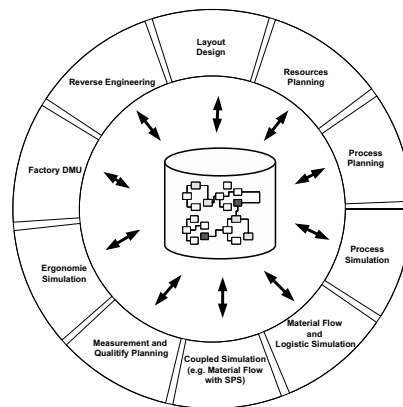 Layout
Design
Resources
Planning
Process
Planning
Process
Simulation
Material Flow
and
Logistic Simulation
Coupled Simulation
(e.g. Material Flow
with SPS)
Measurement and
Qualitify Planning
Ergonomie
Simulation
Factory DMU
Reverse Engineering